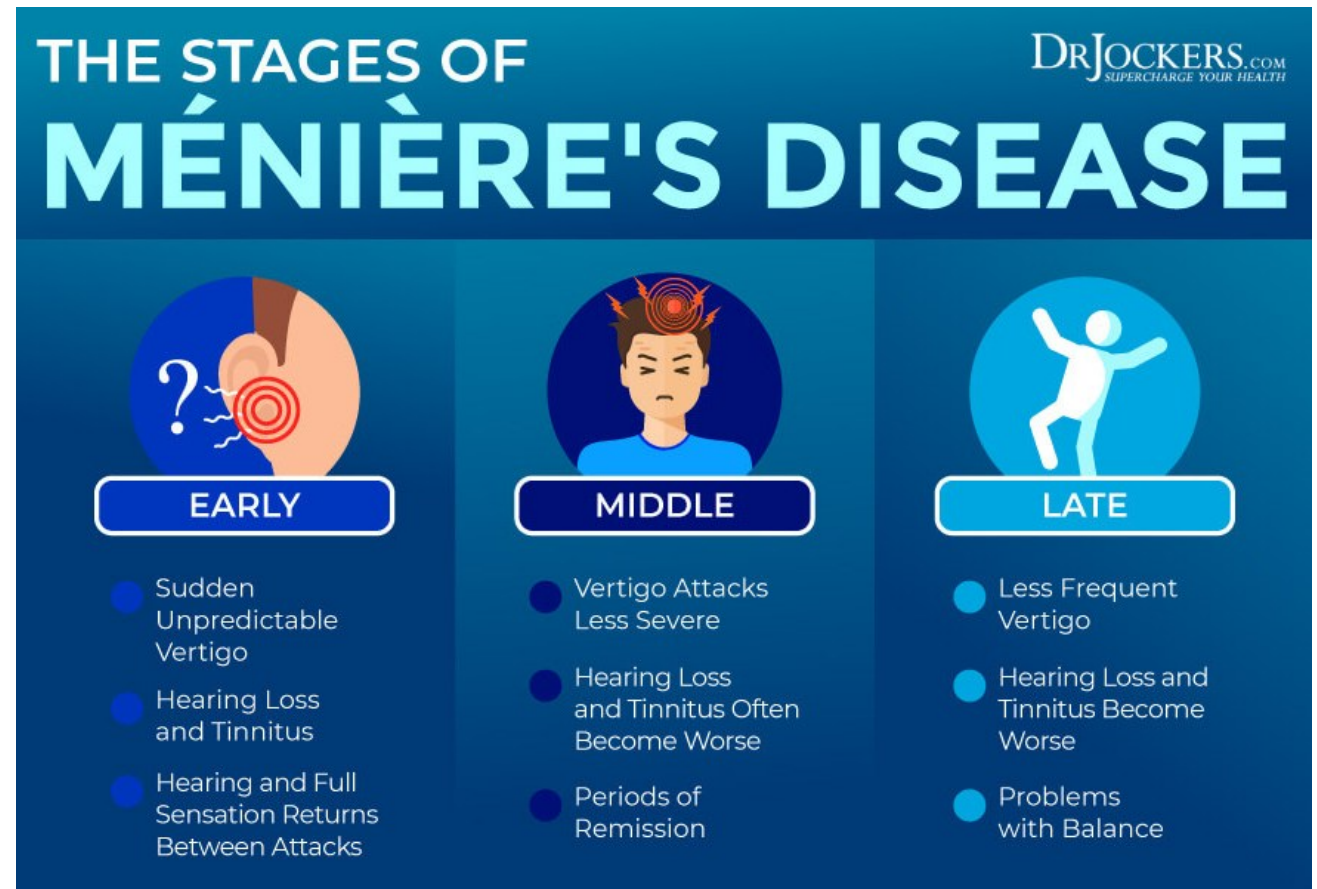 THE STAGES OF
DRJOCKERS.COM
SUPERCHARGE YOUR HEALTH
MÉNIÈRE'S DISEASE
?
EARLY
Sudden
Unpredictable
Vertigo
Hearing Loss
and Tinnitus
Hearing and Full
Sensation Returns
Between Attacks
MIDDLE
Vertigo Attacks
Less Severe
Hearing Loss
and Tinnitus Often
Become Worse
Periods of
Remission
LATE
Less Frequent
Vertigo
Hearing Loss and
Tinnitus Become
Worse
Problems
with Balance